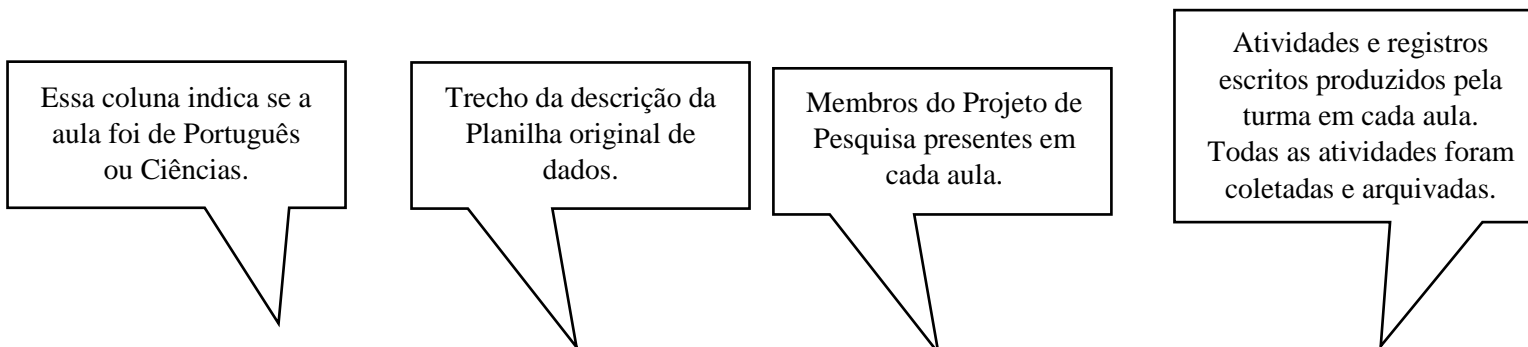 Essa coluna indica se a
aula foi de Português
ou Ciências.
Trecho da descrição da
Planilha original de
dados.
Membros do Projeto de
Pesquisa presentes em
cada aula.
Atividades e registros
escritos produzidos pela
turma em cada aula.
Todas as atividades foram
coletadas e arquivadas.